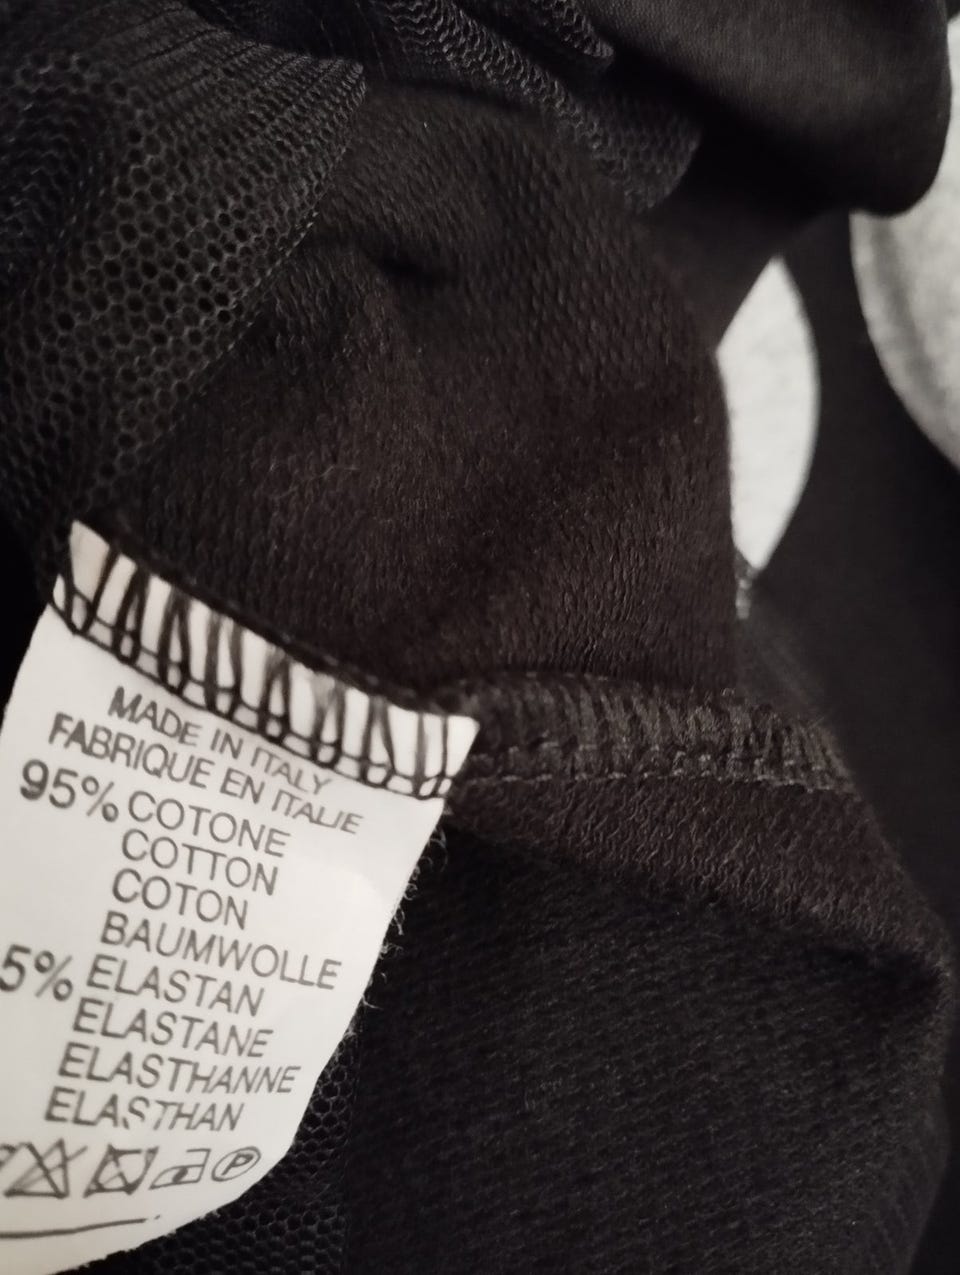 MADE IN ITALY
FABRIQUE EN ITALIE
95% COTONE
COTTON
COTON
BAUMWOLLE
5% ELASTAN
ELASTANE
ELASTHANNE
ELASTHAN
P